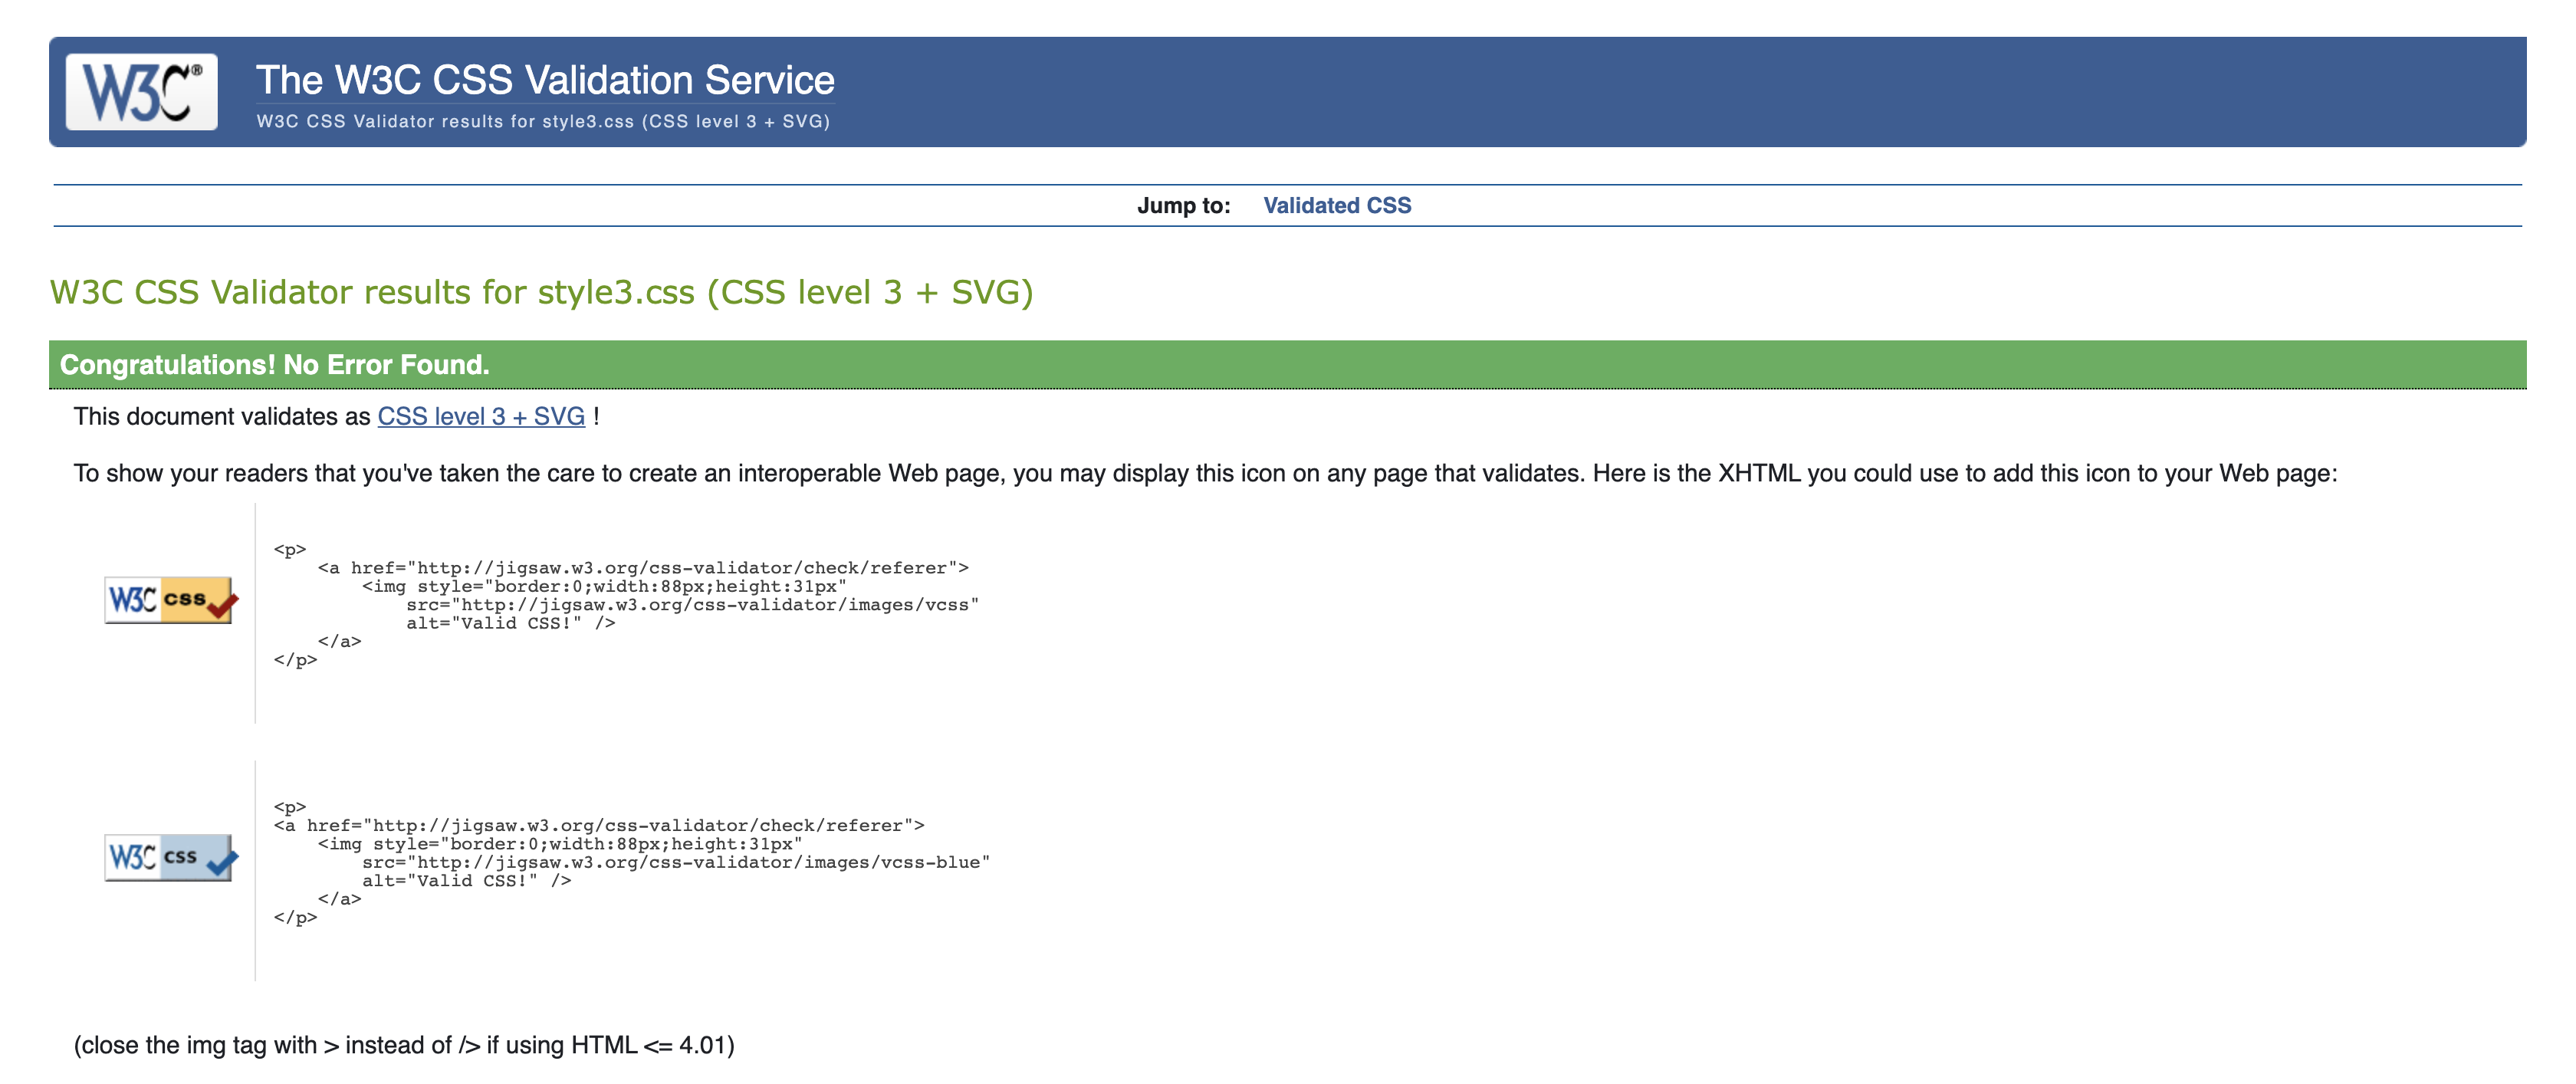 W3C®
The W3C CSS Validation Service
W3C CSS Validator results for style3.css (CSS level 3 + SVG)
Jump to: Validated CSS
W3C CSS Validator results for style3.css (CSS level 3 + SVG)
Congratulations! No Error Found.
This document validates as CSS level 3 + SVG !
To show your readers that you've taken the care to create an interoperable Web page, you may display this icon on any page that validates. Here is the XHTML you could use to add this icon to your Web page:
W3C css
<p>
    <a href="http://jigsaw.w3.org/css-validator/check/referer">
        <img style="border:0;width:88px;height:31px"
            src="http://jigsaw.w3.org/css-validator/images/vcss"
            alt="Valid CSS!" />
    </a>
</p>
W3C css
<p>
<a href="http://jigsaw.w3.org/css-validator/check/referer">
    <img style="border:0;width:88px;height:31px"
        src="http://jigsaw.w3.org/css-validator/images/vcss-blue"
        alt="Valid CSS!" />
    </a>
</p>
(close the img tag with > instead of /> if using HTML <= 4.01)